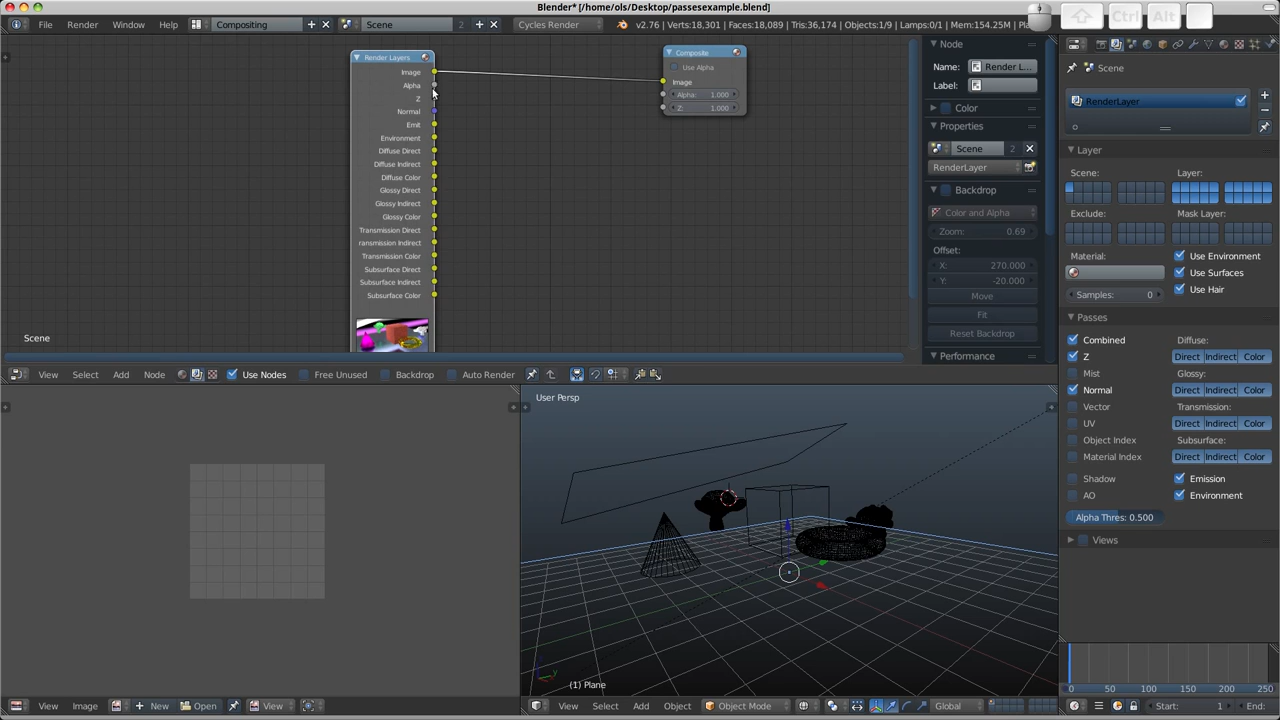 Blender* [/home/ols/Desktop/passesexample.blend]
File Render Window Help Compositing Scene 2 Cycles Render v2.76 | Verts:18,301 | Faces:18,089 | Tris:36,174 | Objects:1/9 | Lamps:0/1 | Mem:154.25M | Pl
Ctrl Alt
Render Layers
Image
Alpha
Z
Normal
Emit
Environment
Diffuse Direct
Diffuse Indirect
Diffuse Color
Glossy Direct
Glossy Indirect
Glossy Color
Transmission Direct
ransmission Indirect
Transmission Color
Subsurface Direct
Subsurface Indirect
Subsurface Color
Composite
Use Alpha
Image
Alpha: 1.000
Z: 1.000
Scene
Node
Name: Render L...
Label:
Color
Properties
Scene 2
RenderLayer
Backdrop
Color and Alpha
Zoom: 0.69
Offset:
X: 270.000
Y: -20.000
Move
Fit
Reset Backdrop
Performance
View Select Add Node Use Nodes Free Unused Backdrop Auto Render
Scene
RenderLayer
Layer
Scene: Layer:
Exclude: Mask Layer:
Material:
Samples: 0
Use Environment
Use Surfaces
Use Hair
Passes
Combined
Z
Mist
Normal
Vector
UV
Object Index
Material Index
Shadow
AO
Diffuse:
Direct Indirect Color
Glossy:
Direct Indirect Color
Transmission:
Direct Indirect Color
Subsurface:
Direct Indirect Color
Emission
Environment
Alpha Thres: 0.500
Views
User Persp
(1) Plane
View Image New Open View
View Select Add Object Object Mode Global
0 50 100 150 200 250
Start: 1 End: